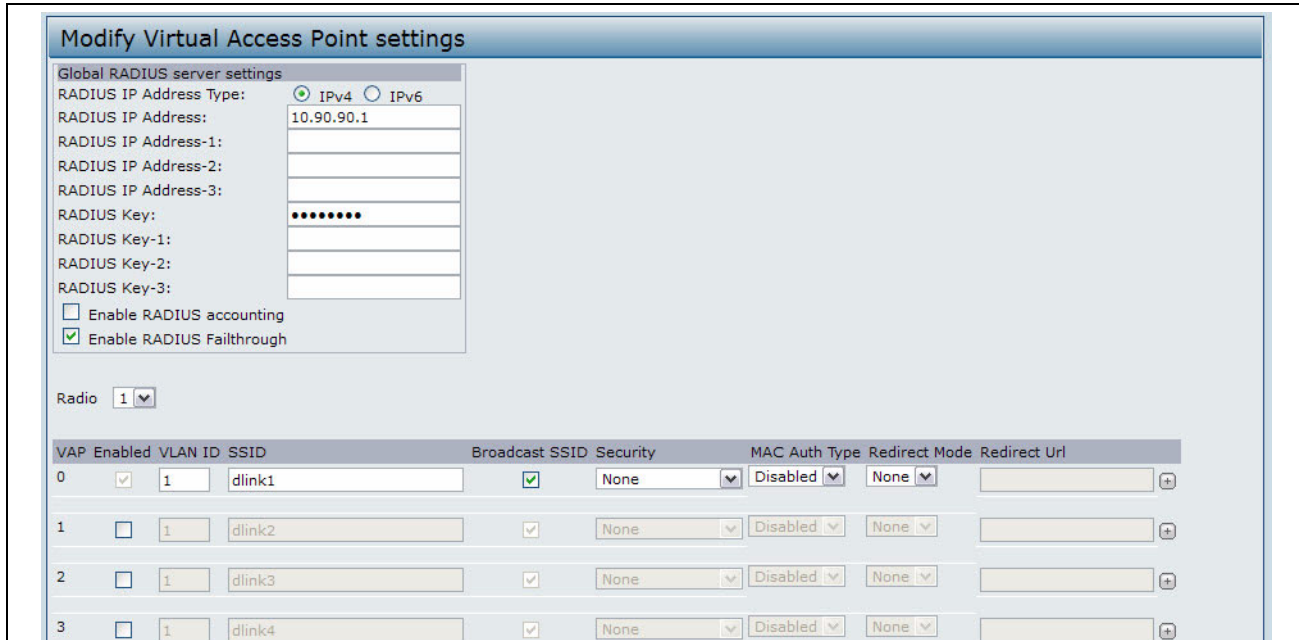 Modify Virtual Access Point settings
Global RADIUS server settings
RADIUS IP Address Type: IPv4 IPv6
RADIUS IP Address: 10.90.90.1
RADIUS IP Address-1:
RADIUS IP Address-2:
RADIUS IP Address-3:
RADIUS Key: ••••••••
RADIUS Key-1:
RADIUS Key-2:
RADIUS Key-3:
Enable RADIUS accounting
Enable RADIUS Failthrough
Radio 1
VAP Enabled VLAN ID SSID Broadcast SSID Security MAC Auth Type Redirect Mode Redirect Url
0 1 dlink1 None Disabled None
1 1 dlink2 None Disabled None
2 1 dlink3 None Disabled None
3 1 dlink4 None Disabled None